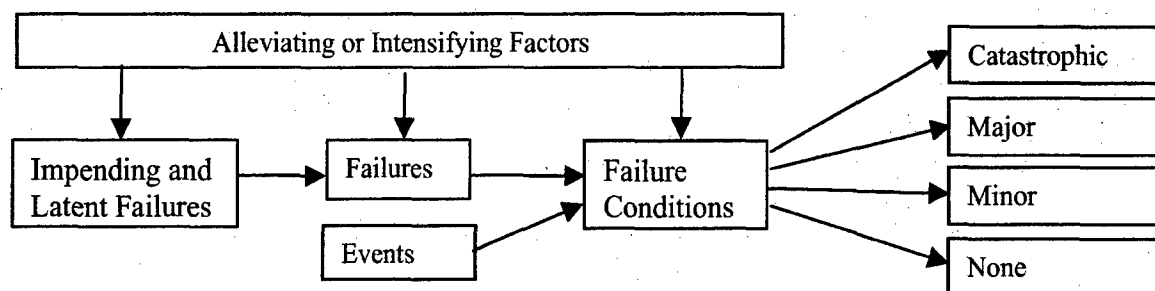 Alleviating or Intensifying Factors
Catastrophic
Major
Impending and
Latent Failures
Failures
Failure
Conditions
Minor
Events
None